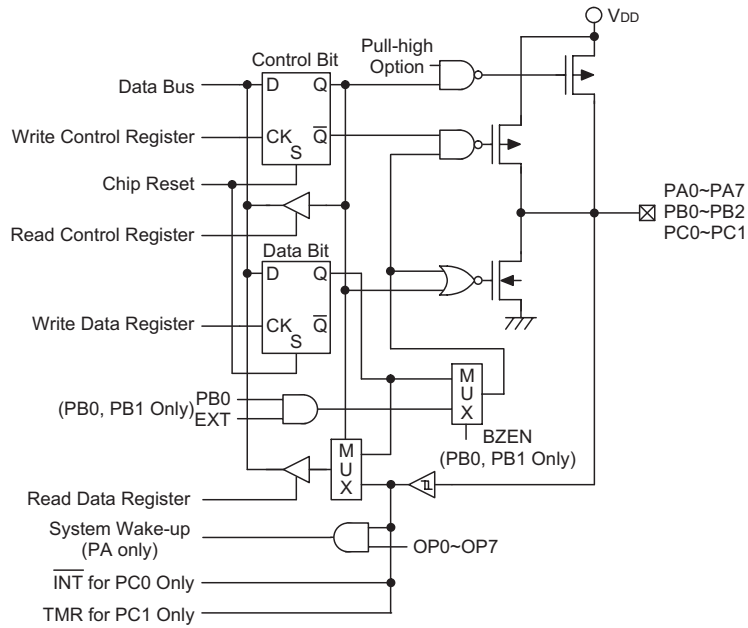 VDD
Control Bit
Pull-high
Option
Data Bus
D
Q
Write Control Register
CK
Q
S
Chip Reset
PA0~PA7
PB0~PB2
PC0~PC1
Read Control Register
Data Bit
D
Q
Write Data Register
CK
Q
S
M
U
X
PB0
(PB0, PB1 Only)
EXT
BZEN
(PB0, PB1 Only)
M
U
X
Read Data Register
System Wake-up
(PA only)
OP0~OP7
INT for PC0 Only
TMR for PC1 Only